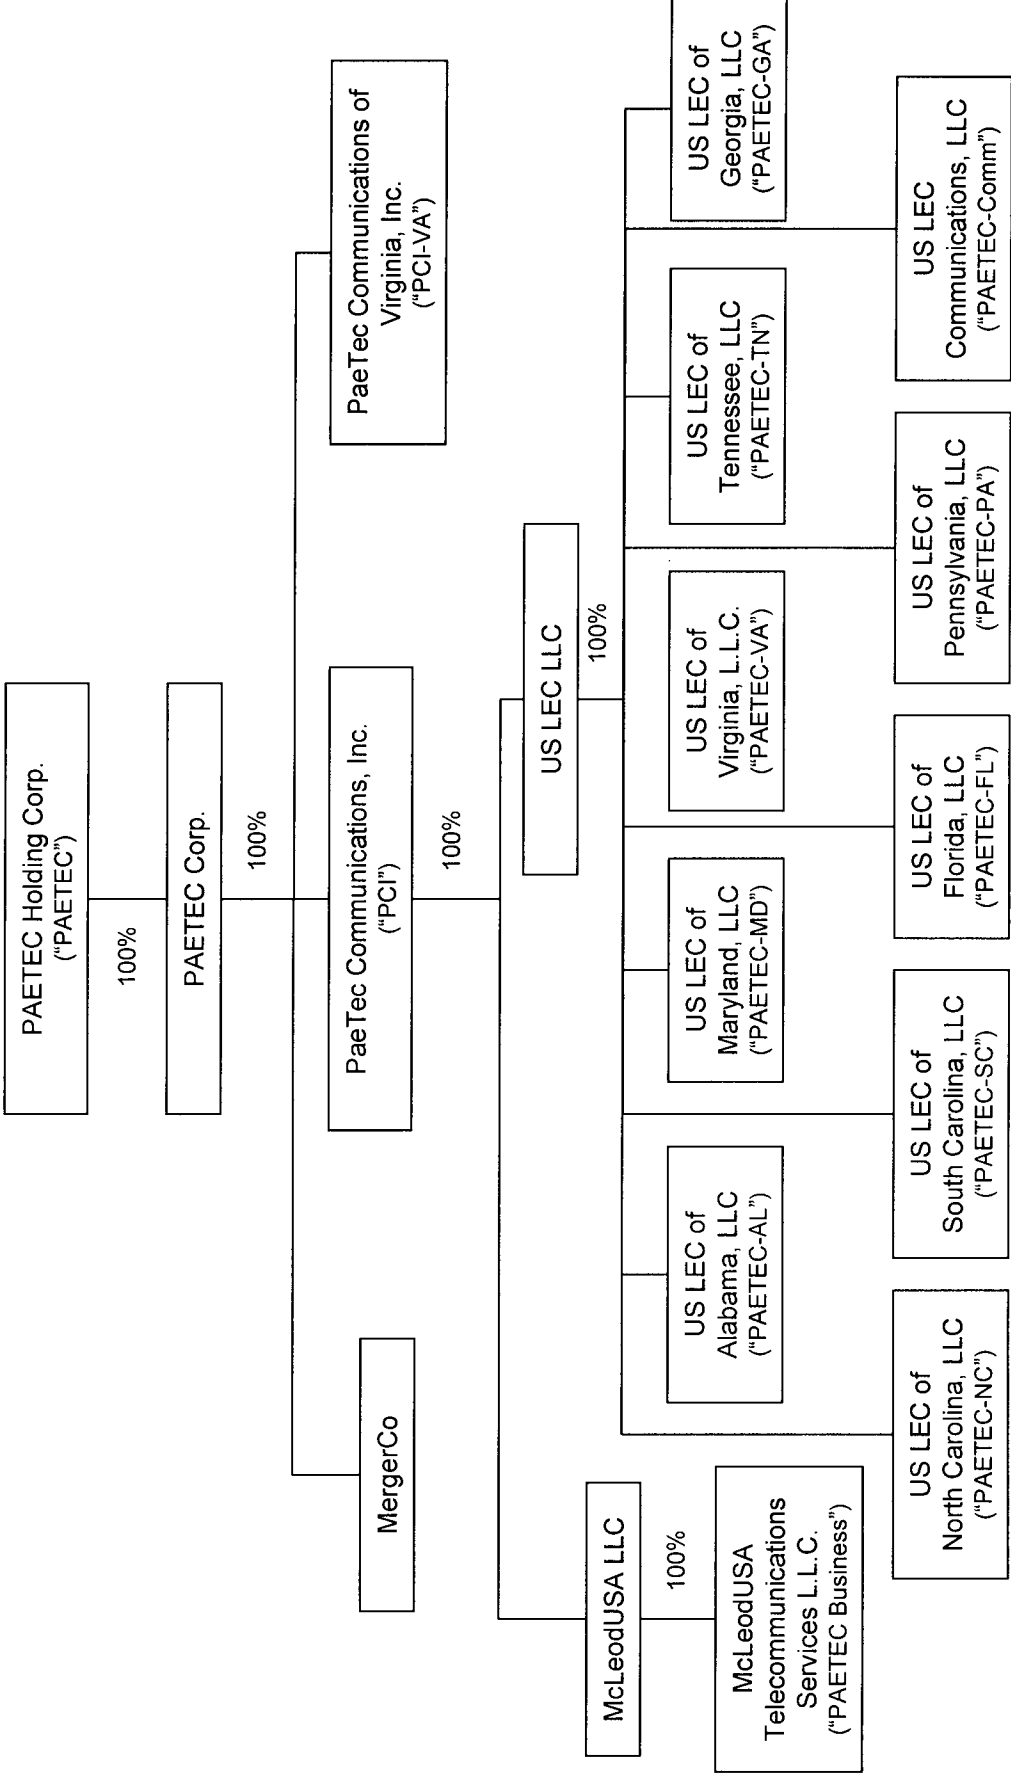 PAETEC Holding Corp.
("PAETEC")
100%
PAETEC Corp.
100%
MergerCo
PaeTec Communications, Inc.
("PCI")
PaeTec Communications of
Virginia, Inc.
("PCI-VA")
100%
McLeodUSA LLC
100%
McLeodUSA
Telecommunications
Services L.L.C.
("PAETEC Business")
US LEC LLC
100%
US LEC of
Alabama, LLC
("PAETEC-AL")
US LEC of
Maryland, LLC
("PAETEC-MD")
US LEC of
Virginia, L.L.C.
("PAETEC-VA")
US LEC of
Tennessee, LLC
("PAETEC-TN")
US LEC of
Georgia, LLC
("PAETEC-GA")
US LEC of
North Carolina, LLC
("PAETEC-NC")
US LEC of
South Carolina, LLC
("PAETEC-SC")
US LEC of
Florida, LLC
("PAETEC-FL")
US LEC of
Pennsylvania, LLC
("PAETEC-PA")
US LEC
Communications, LLC
("PAETEC-Comm")